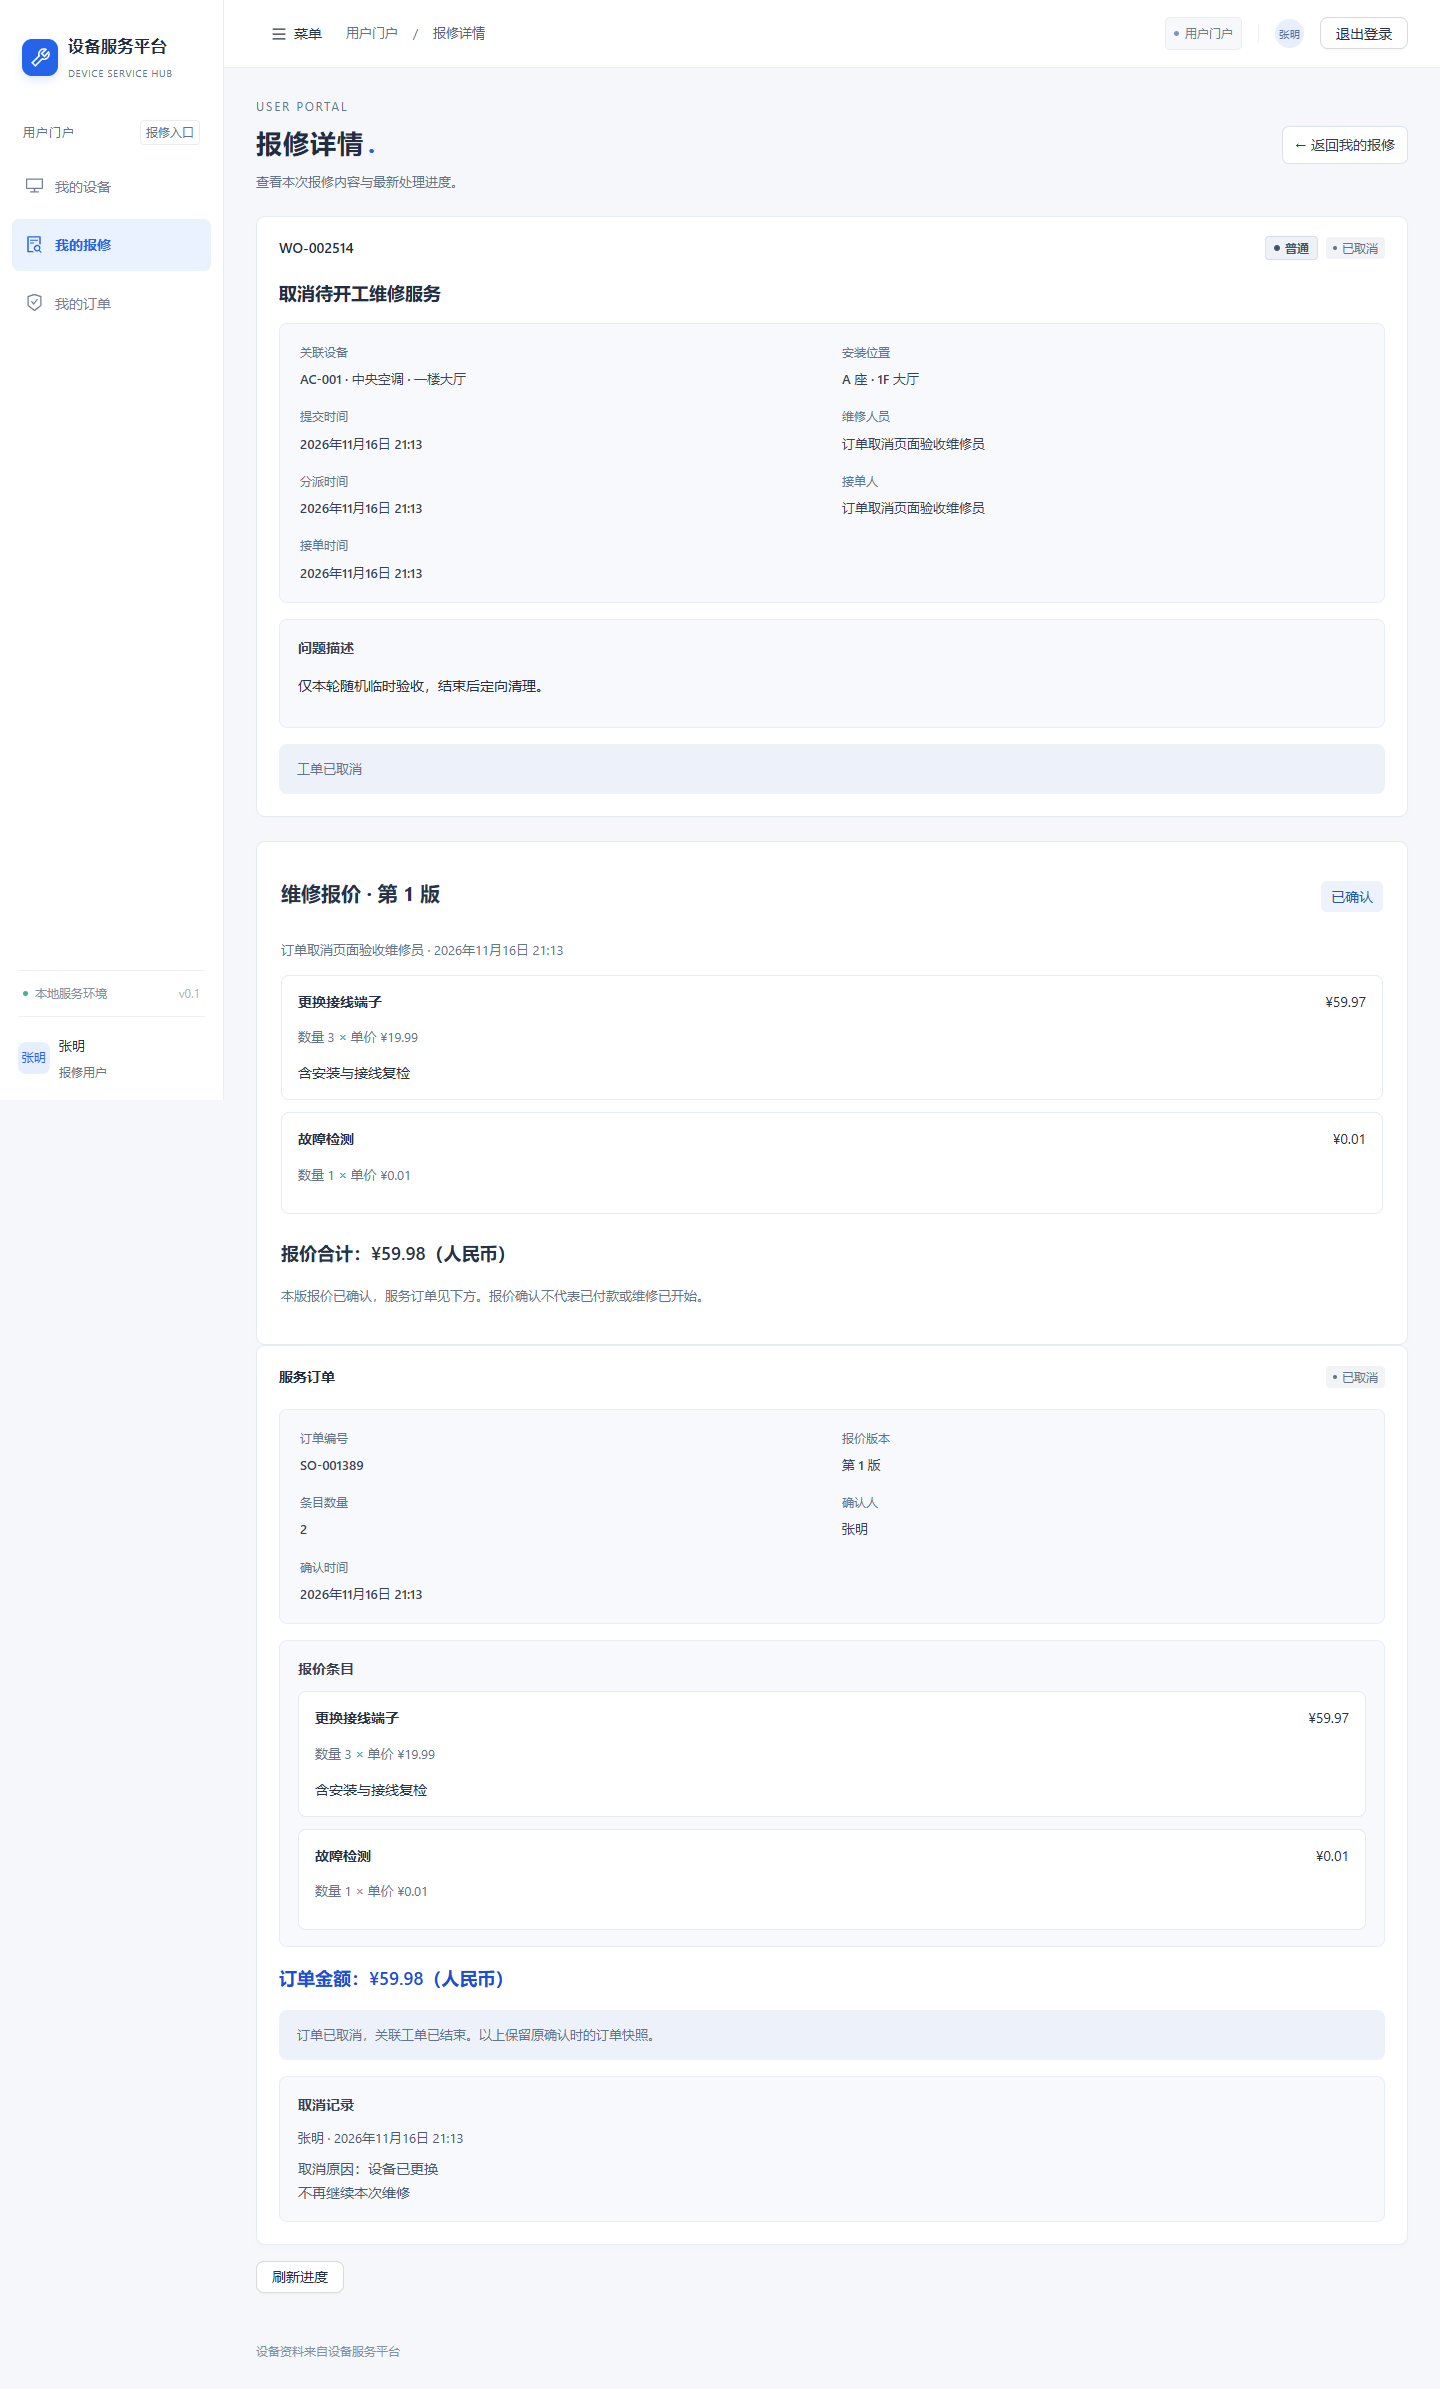 设备服务平台
DEVICE SERVICE HUB
用户门户
报修入口
我的设备
我的报修
我的订单
本地服务环境
v0.1
张明
张明
报修用户
菜单
用户门户 / 报修详情
用户门户
张明
退出登录
USER PORTAL
报修详情.
查看本次报修内容与最新处理进度。
← 返回我的报修
WO-002514
普通
已取消
取消待开工维修服务
关联设备
AC-001 · 中央空调 · 一楼大厅
安装位置
A 座 · 1F 大厅
提交时间
2026年11月16日 21:13
维修人员
订单取消页面验收维修员
分派时间
2026年11月16日 21:13
接单人
订单取消页面验收维修员
接单时间
2026年11月16日 21:13
问题描述
仅本轮随机临时验收，结束后定向清理。
工单已取消
维修报价 · 第 1 版
已确认
订单取消页面验收维修员 · 2026年11月16日 21:13
更换接线端子
¥59.97
数量 3 × 单价 ¥19.99
含安装与接线复检
故障检测
¥0.01
数量 1 × 单价 ¥0.01
报价合计：¥59.98（人民币）
本版报价已确认，服务订单见下方。报价确认不代表已付款或维修已开始。
服务订单
已取消
订单编号
SO-001389
报价版本
第 1 版
条目数量
2
确认人
张明
确认时间
2026年11月16日 21:13
报价条目
更换接线端子
¥59.97
数量 3 × 单价 ¥19.99
含安装与接线复检
故障检测
¥0.01
数量 1 × 单价 ¥0.01
订单金额：¥59.98（人民币）
订单已取消，关联工单已结束。以上保留原确认时的订单快照。
取消记录
张明 · 2026年11月16日 21:13
取消原因：设备已更换
不再继续本次维修
刷新进度
设备资料来自设备服务平台